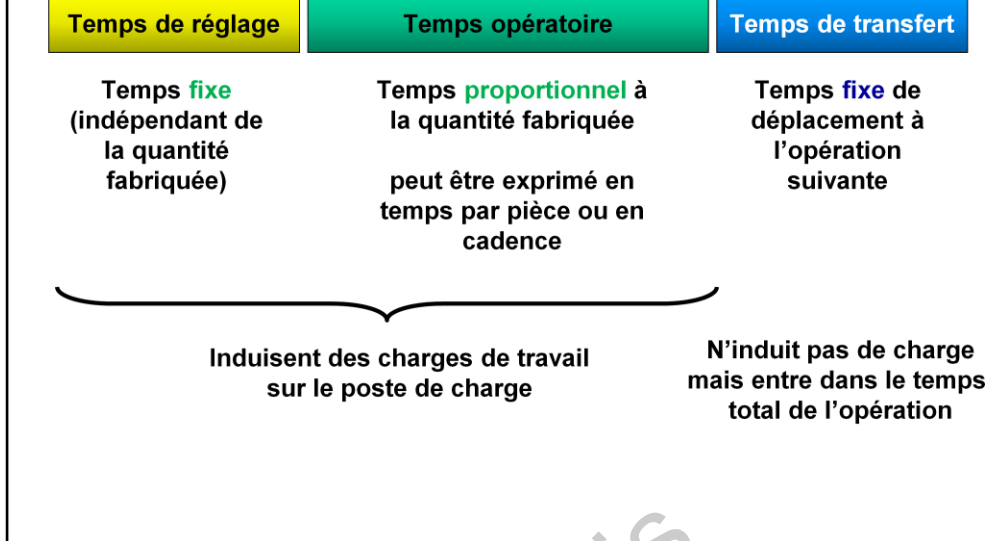 Temps de réglage
Temps opératoire
Temps de transfert
Temps fixe
(indépendant de
la quantité
fabriquée)
Temps proportionnel à
la quantité fabriquée
peut être exprimé en
temps par pièce ou en
cadence
Temps fixe de
déplacement à
l’opération
suivante
Induisent des charges de travail
sur le poste de charge
N’induit pas de charge
mais entre dans le temps
total de l’opération